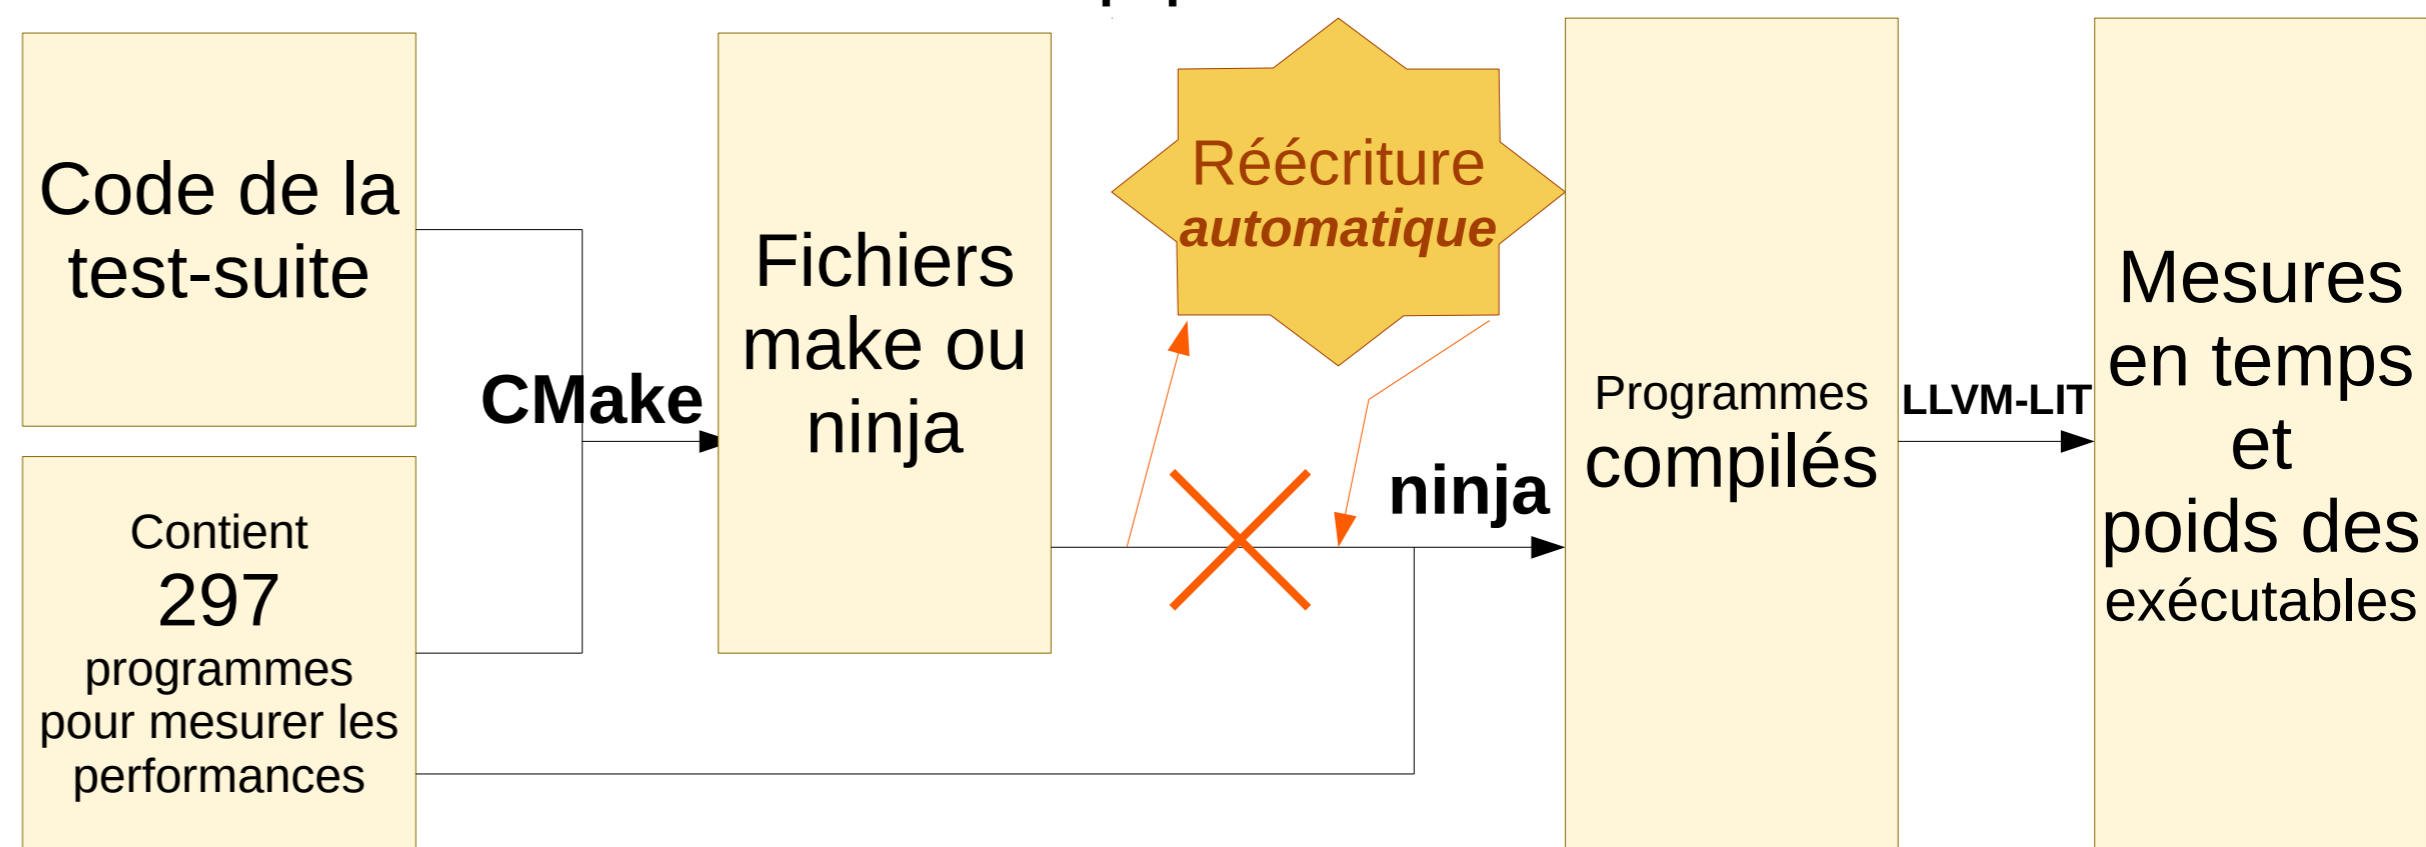 Code de la
test-suite
Contient
297
programmes
pour mesurer les
performances
CMake
Fichiers
make ou
ninja
Réécriture
automatique
ninja
Programmes
compilés
LLVM-LIT
Mesures
en temps
et
poids des
exécutables